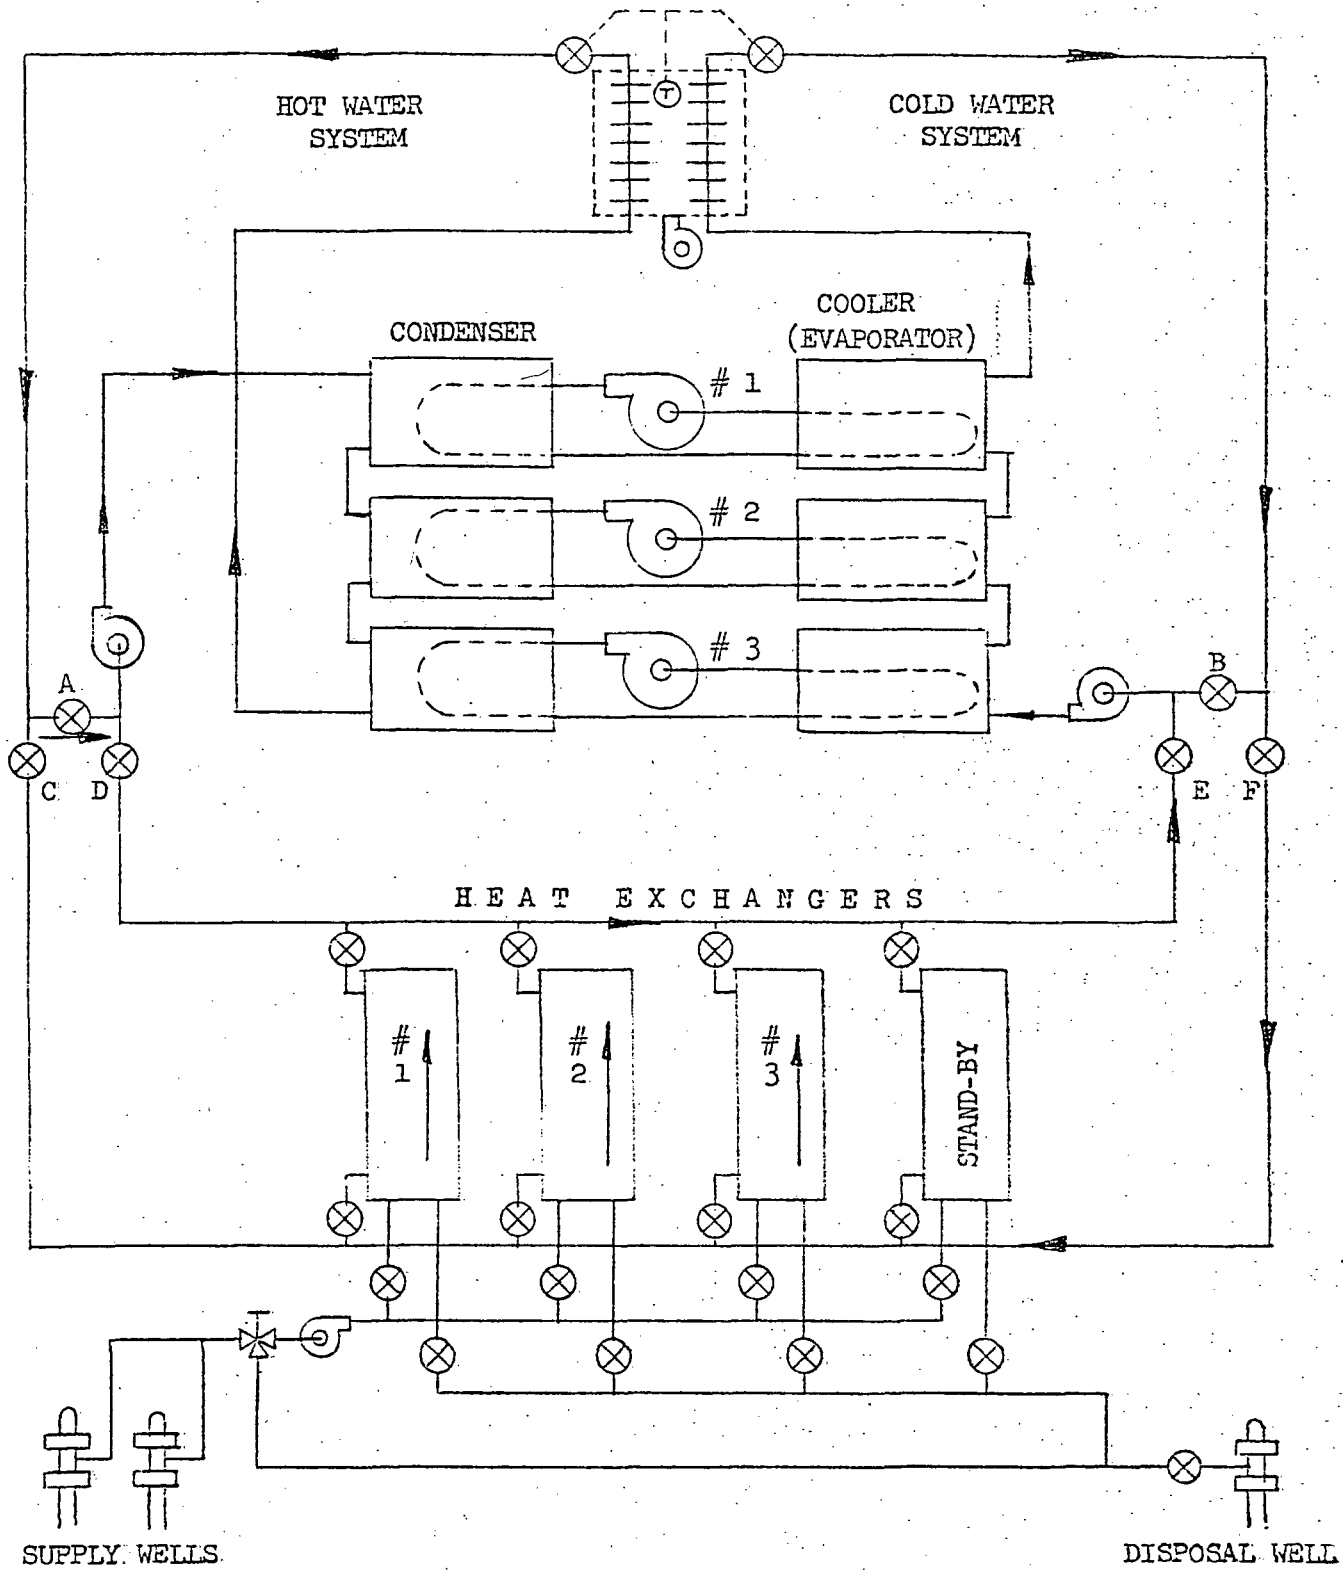 T
HOT WATER
SYSTEM
COLD WATER
SYSTEM
CONDENSER
COOLER
(EVAPORATOR)
# 1
# 2
# 3
A
B
C
D
E
F
HEAT EXCHANGERS
#
1
#
2
#
3
STAND-BY
SUPPLY WELLS
DISPOSAL WELL